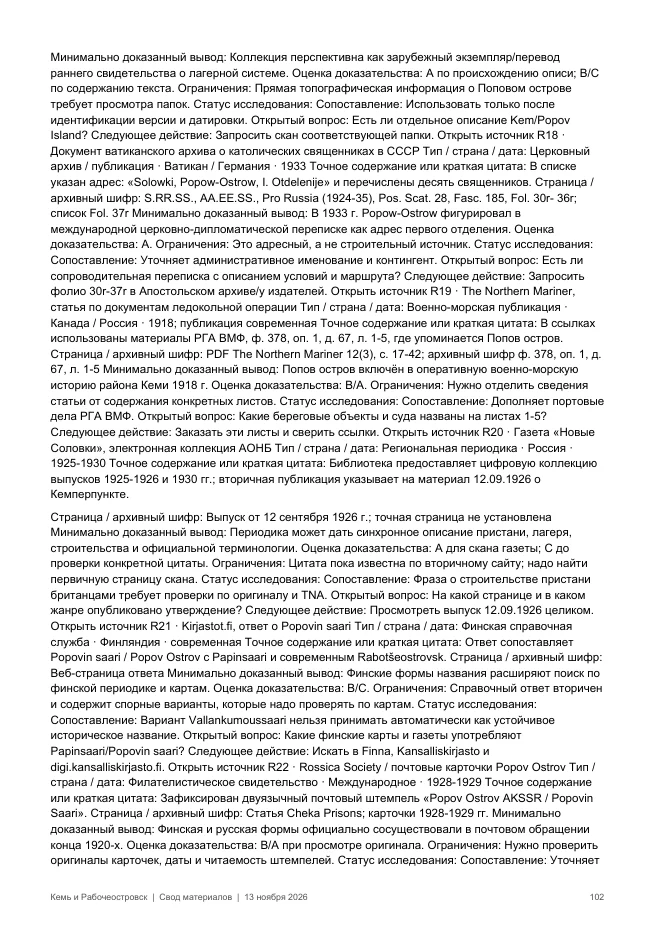 Минимально доказанный вывод: Коллекция перспективна как зарубежный экземпляр/перевод
раннего свидетельства о лагерной системе. Оценка доказательства: A по происхождению описи; B/C
по содержанию текста. Ограничения: Прямая топографическая информация о Поповом острове
требует просмотра папок. Статус исследования: Сопоставление: Использовать только после
идентификации версии и датировки. Открытый вопрос: Есть ли отдельное описание Kem/Popov
Island? Следующее действие: Запросить скан соответствующей папки. Открыть источник R18 ·
Документ ватиканского архива о католических священниках в СССР Тип / страна / дата: Церковный
архив / публикация · Ватикан / Германия · 1933 Точное содержание или краткая цитата: В списке
указан адрес: «Solowki, Popow-Ostrow, I. Otdelenije» и перечислены десять священников. Страница /
архивный шифр: S.RR.SS., AA.EE.SS., Pro Russia (1924-35), Pos. Scat. 28, Fasc. 185, Fol. 30r- 36r;
список Fol. 37r Минимально доказанный вывод: В 1933 г. Popow-Ostrow фигурировал в
международной церковно-дипломатической переписке как адрес первого отделения. Оценка
доказательства: A. Ограничения: Это адресный, а не строительный источник. Статус исследования:
Сопоставление: Уточняет административное именование и контингент. Открытый вопрос: Есть ли
сопроводительная переписка с описанием условий и маршрута? Следующее действие: Запросить
фолио 30r-37r в Апостольском архиве/у издателей. Открыть источник R19 · The Northern Mariner,
статья по документам ледокольной операции Тип / страна / дата: Военно-морская публикация ·
Канада / Россия · 1918; публикация современная Точное содержание или краткая цитата: В ссылках
использованы материалы РГА ВМФ, ф. 378, оп. 1, д. 67, л. 1-5, где упоминается Попов остров.
Страница / архивный шифр: PDF The Northern Mariner 12(3), с. 17-42; архивный шифр ф. 378, оп. 1, д.
67, л. 1-5 Минимально доказанный вывод: Попов остров включён в оперативную военно-морскую
историю района Кеми 1918 г. Оценка доказательства: B/A. Ограничения: Нужно отделить сведения
статьи от содержания конкретных листов. Статус исследования: Сопоставление: Дополняет портовые
дела РГА ВМФ. Открытый вопрос: Какие береговые объекты и суда названы на листах 1-5?
Следующее действие: Заказать эти листы и сверить ссылки. Открыть источник R20 · Газета «Новые
Соловки», электронная коллекция АОНБ Тип / страна / дата: Региональная периодика · Россия ·
1925-1930 Точное содержание или краткая цитата: Библиотека предоставляет цифровую коллекцию
выпусков 1925-1926 и 1930 гг.; вторичная публикация указывает на материал 12.09.1926 о
Кемперпункте.
Страница / архивный шифр: Выпуск от 12 сентября 1926 г.; точная страница не установлена
Минимально доказанный вывод: Периодика может дать синхронное описание пристани, лагеря,
строительства и официальной терминологии. Оценка доказательства: A для скана газеты; C до
проверки конкретной цитаты. Ограничения: Цитата пока известна по вторичному сайту; надо найти
первичную страницу скана. Статус исследования: Сопоставление: Фраза о строительстве пристани
британцами требует проверки по оригиналу и TNA. Открытый вопрос: На какой странице и в каком
жанре опубликовано утверждение? Следующее действие: Просмотреть выпуск 12.09.1926 целиком.
Открыть источник R21 · Kirjastot.fi, ответ о Popovin saari Тип / страна / дата: Финская справочная
служба · Финляндия · современная Точное содержание или краткая цитата: Ответ сопоставляет
Popovin saari / Popov Ostrov с Papinsaari и современным Rabotšeostrovsk. Страница / архивный шифр:
Веб-страница ответа Минимально доказанный вывод: Финские формы названия расширяют поиск по
финской периодике и картам. Оценка доказательства: B/C. Ограничения: Справочный ответ вторичен
и содержит спорные варианты, которые надо проверять по картам. Статус исследования:
Сопоставление: Вариант Vallankumoussaari нельзя принимать автоматически как устойчивое
историческое название. Открытый вопрос: Какие финские карты и газеты употребляют
Papinsaari/Popovin saari? Следующее действие: Искать в Finna, Kansalliskirjasto и
digi.kansalliskirjasto.fi. Открыть источник R22 · Rossica Society / почтовые карточки Popov Ostrov Тип /
страна / дата: Филателистическое свидетельство · Международное · 1928-1929 Точное содержание
или краткая цитата: Зафиксирован двуязычный почтовый штемпель «Popov Ostrov AKSSR / Popovin
Saari». Страница / архивный шифр: Статья Cheka Prisons; карточки 1928-1929 гг. Минимально
доказанный вывод: Финская и русская формы официально сосуществовали в почтовом обращении
конца 1920-х. Оценка доказательства: B/A при просмотре оригинала. Ограничения: Нужно проверить
оригиналы карточек, даты и читаемость штемпелей. Статус исследования: Сопоставление: Уточняет
Кемь и Рабочеостровск | Свод материалов | 13 ноября 2026
102